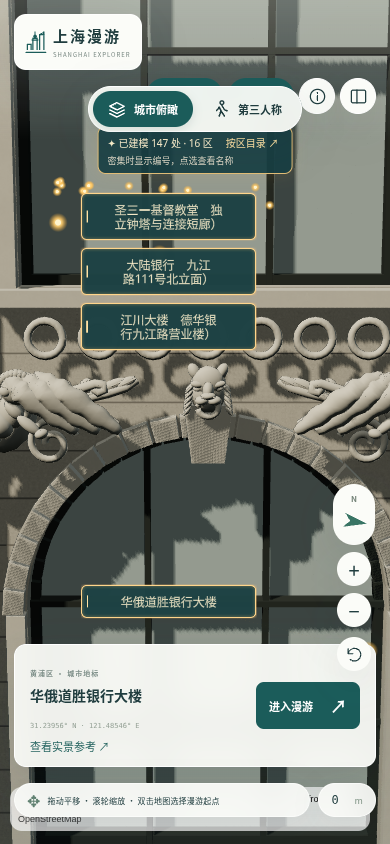 上海漫游
SHANGHAI EXPLORER
城市俯瞰
第三人称
✦ 已建模 147 处 · 16 区 按区目录 ↗
密集时显示编号，点选查看名称
圣三一基督教堂 独
立钟塔与连接短廊）
大陆银行 九江
路111号北立面）
江川大楼 德华银
行九江路营业楼）
华俄道胜银行大楼
N
+
−
黄浦区 · 城市地标
华俄道胜银行大楼
31.23956° N · 121.48546° E
查看实景参考 ↗
进入漫游 ↗
拖动平移 · 滚轮缩放 · 双击地图选择漫游起点
0 m
OpenStreetMap